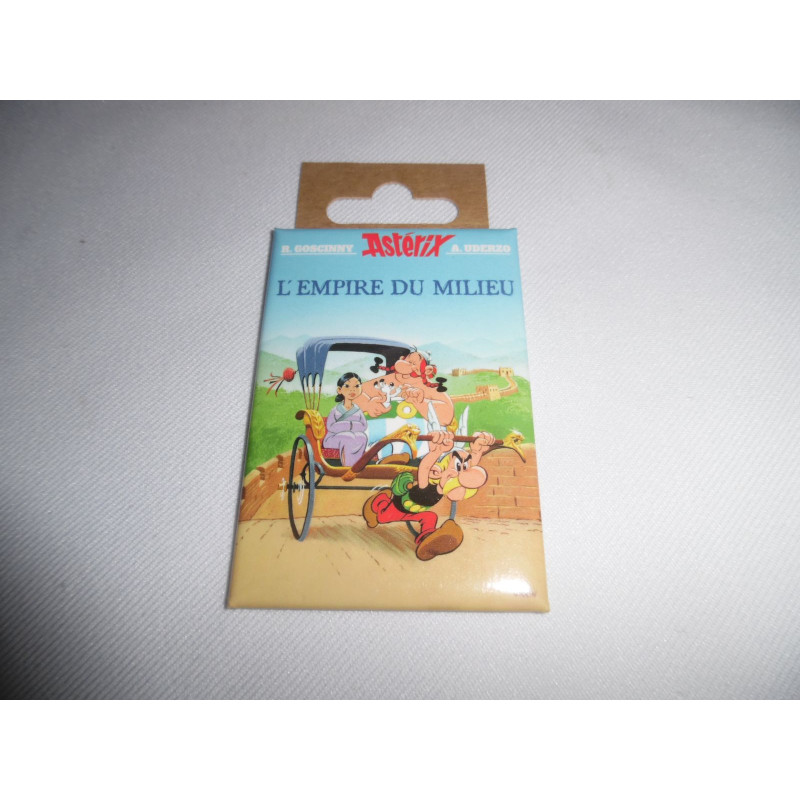 R. GOSCINNY Astérix A. UDERZO
L'EMPIRE DU MILIEU